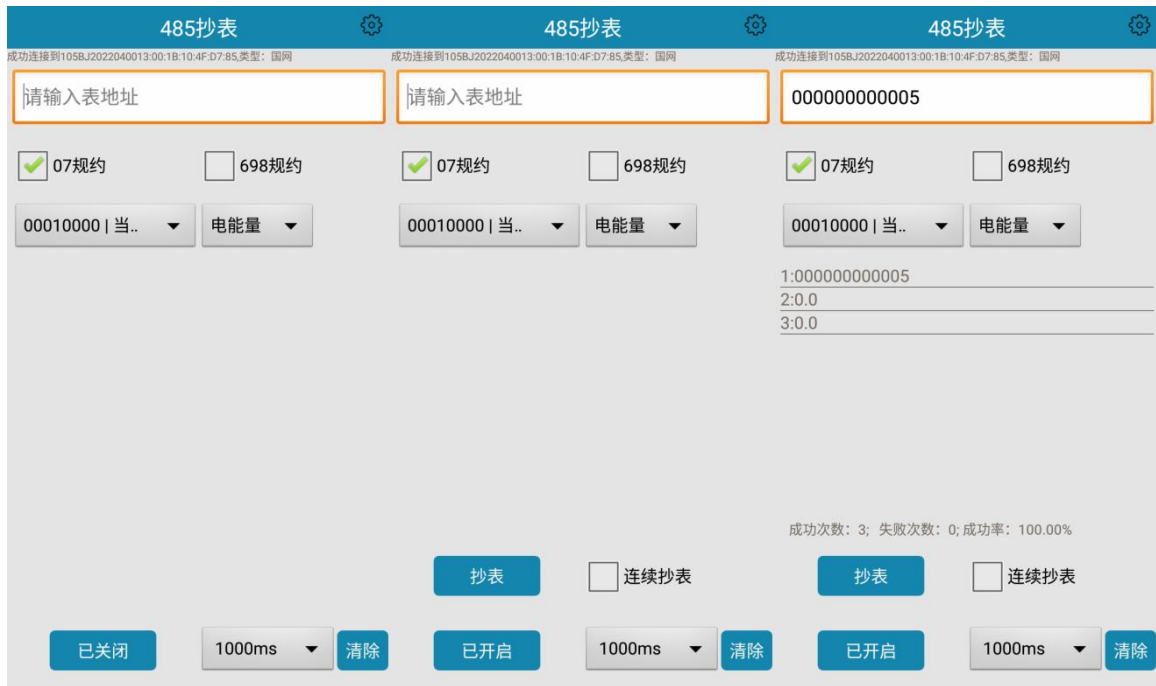 485抄表
成功连接到105BJ2022040013:00:1B:10:4F:D7:85,类型：国网
请输入表地址
07规约 698规约
00010000 | 当.. 电能量
已关闭 1000ms 清除
485抄表
成功连接到105BJ2022040013:00:1B:10:4F:D7:85,类型：国网
请输入表地址
07规约 698规约
00010000 | 当.. 电能量
抄表 连续抄表
已开启 1000ms 清除
485抄表
成功连接到105BJ2022040013:00:1B:10:4F:D7:85,类型：国网
000000000005
07规约 698规约
00010000 | 当.. 电能量
1:000000000005
2:0.0
3:0.0
成功次数：3；失败次数：0; 成功率：100.00%
抄表 连续抄表
已开启 1000ms 清除